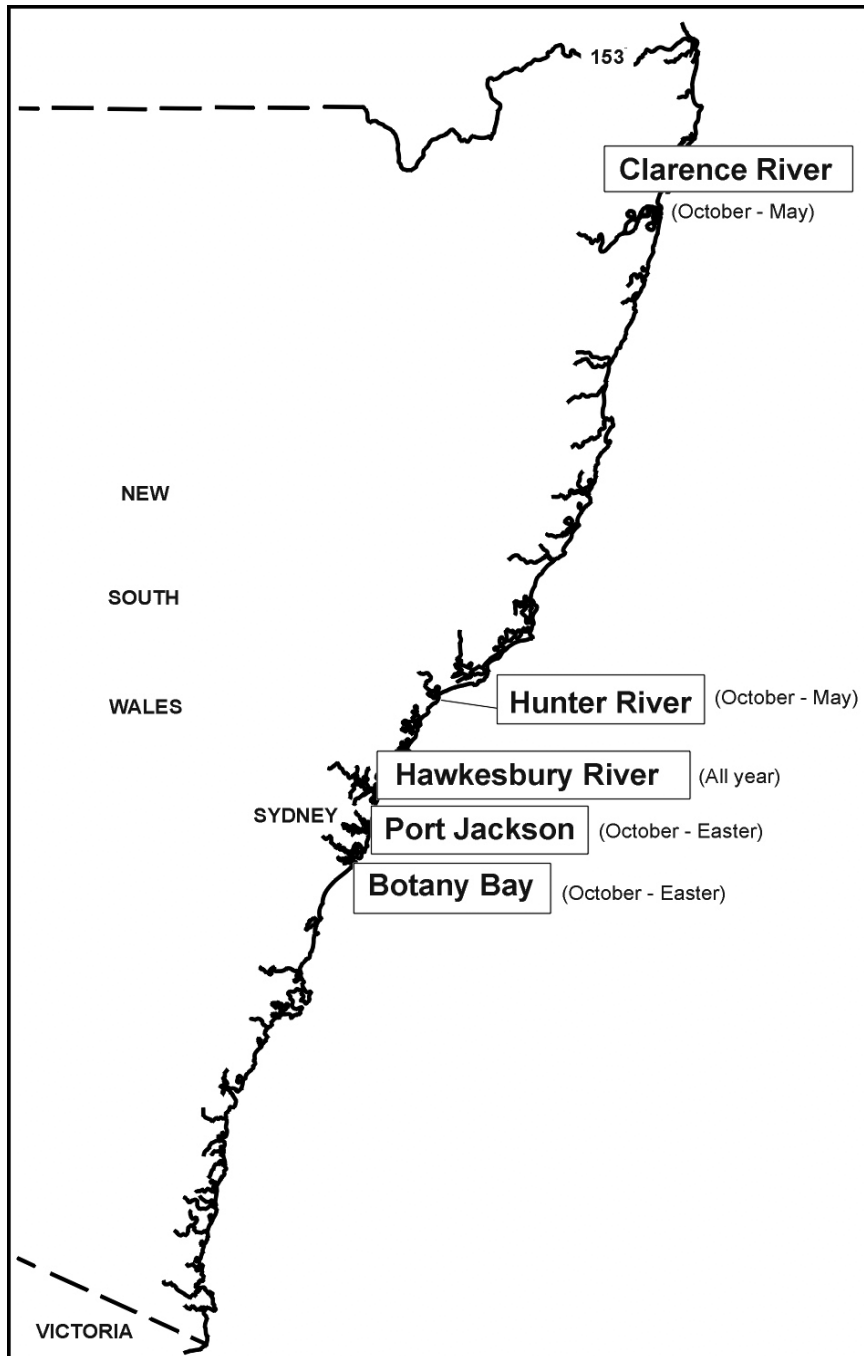 153°
Clarence River
(October - May)
NEW
SOUTH
WALES
Hunter River
(October - May)
Hawkesbury River
(All year)
SYDNEY
Port Jackson
(October - Easter)
Botany Bay
(October - Easter)
VICTORIA